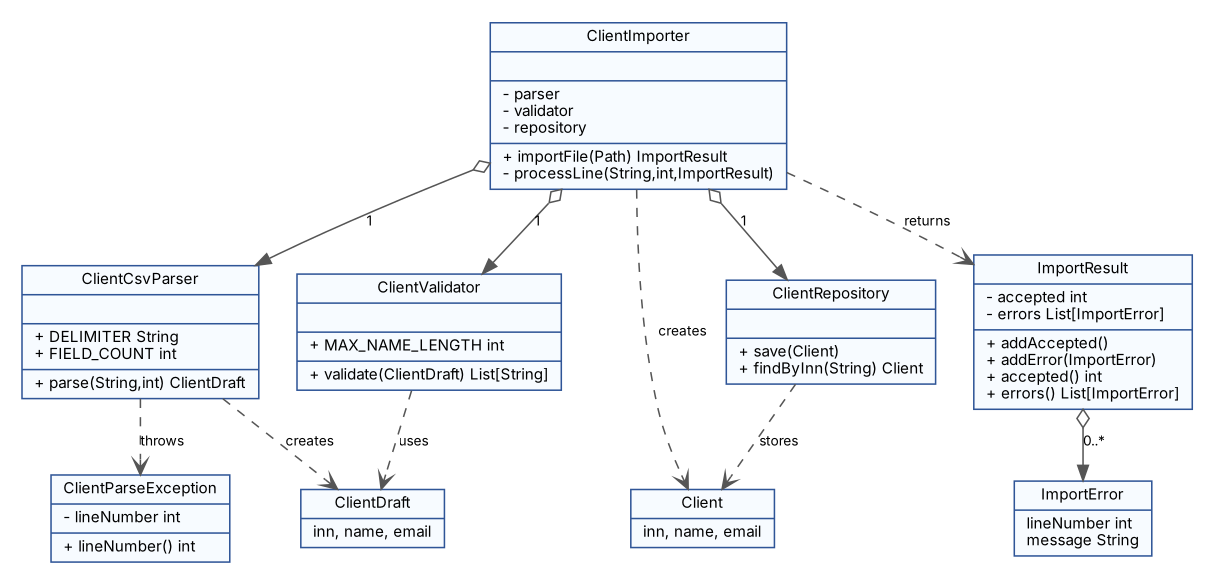 ClientImporter
- parser
- validator
- repository
+ importFile(Path) ImportResult
- processLine(String,int,ImportResult)
1
1
1
returns
ClientCsvParser
+ DELIMITER String
+ FIELD_COUNT int
+ parse(String,int) ClientDraft
ClientValidator
+ MAX_NAME_LENGTH int
+ validate(ClientDraft) List[String]
creates
ClientRepository
+ save(Client)
+ findByInn(String) Client
ImportResult
- accepted int
- errors List[ImportError]
+ addAccepted()
+ addError(ImportError)
+ accepted() int
+ errors() List[ImportError]
throws
creates
uses
stores
0..*
ClientParseException
- lineNumber int
+ lineNumber() int
ClientDraft
inn, name, email
Client
inn, name, email
ImportError
lineNumber int
message String